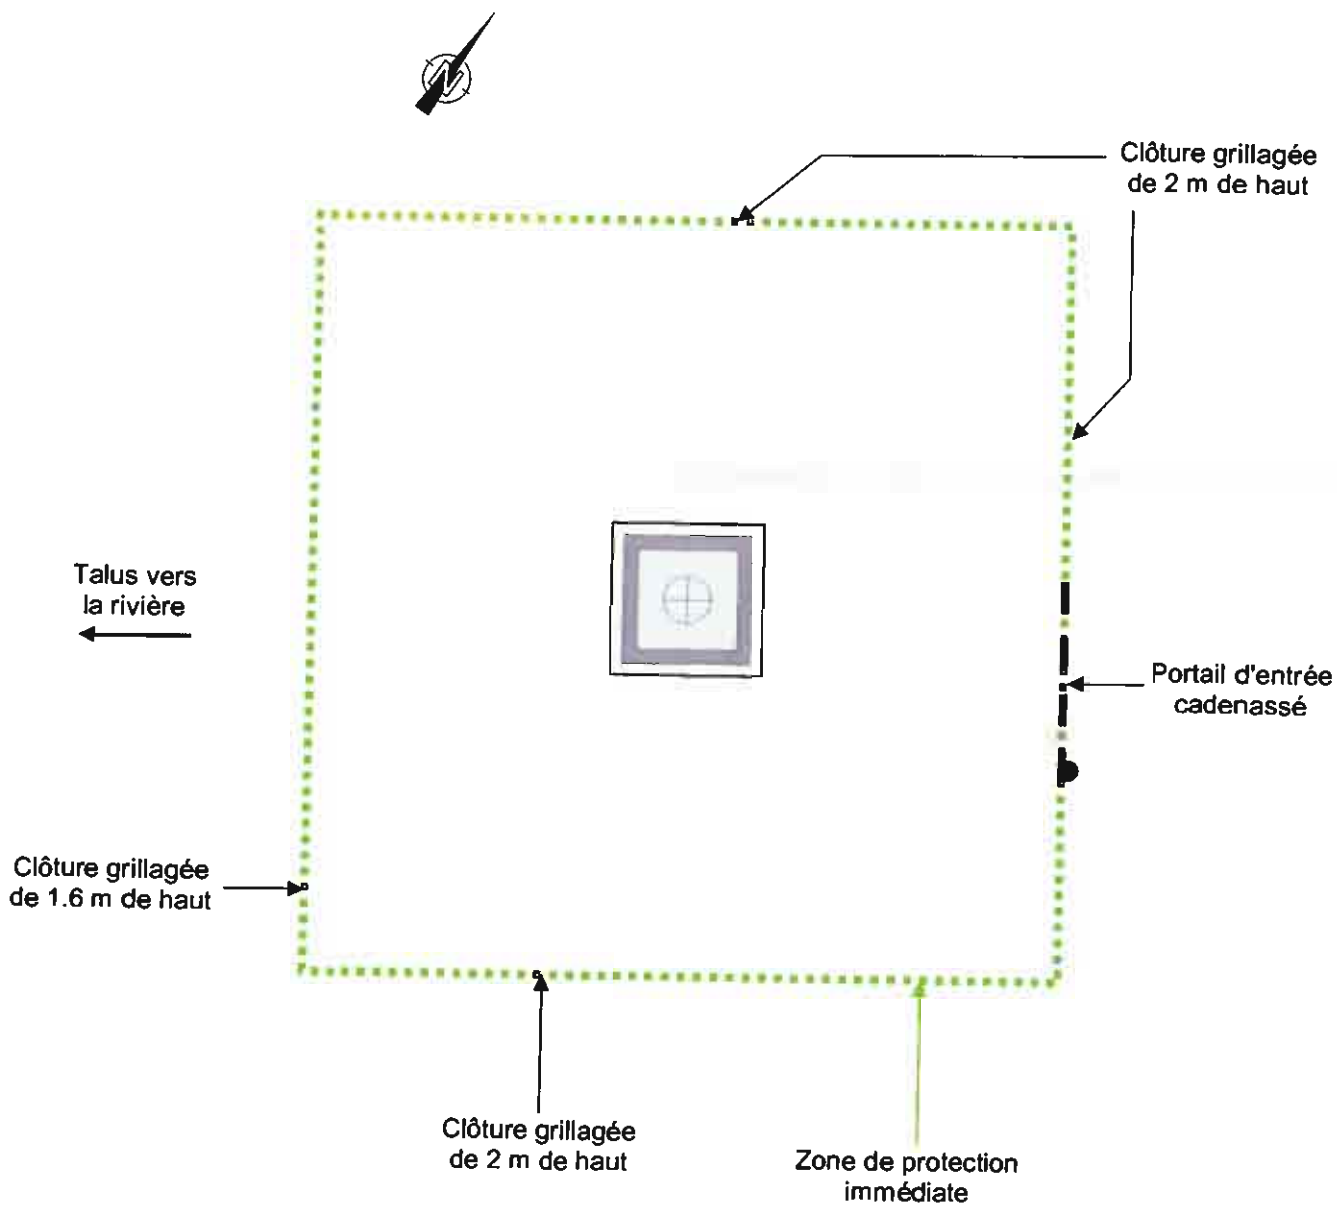 N
Clôture grillagée
de 2 m de haut
Talus vers
la rivière
Portail d'entrée
cadenassé
Clôture grillagée
de 1.6 m de haut
Clôture grillagée
de 2 m de haut
Zone de protection
immédiate